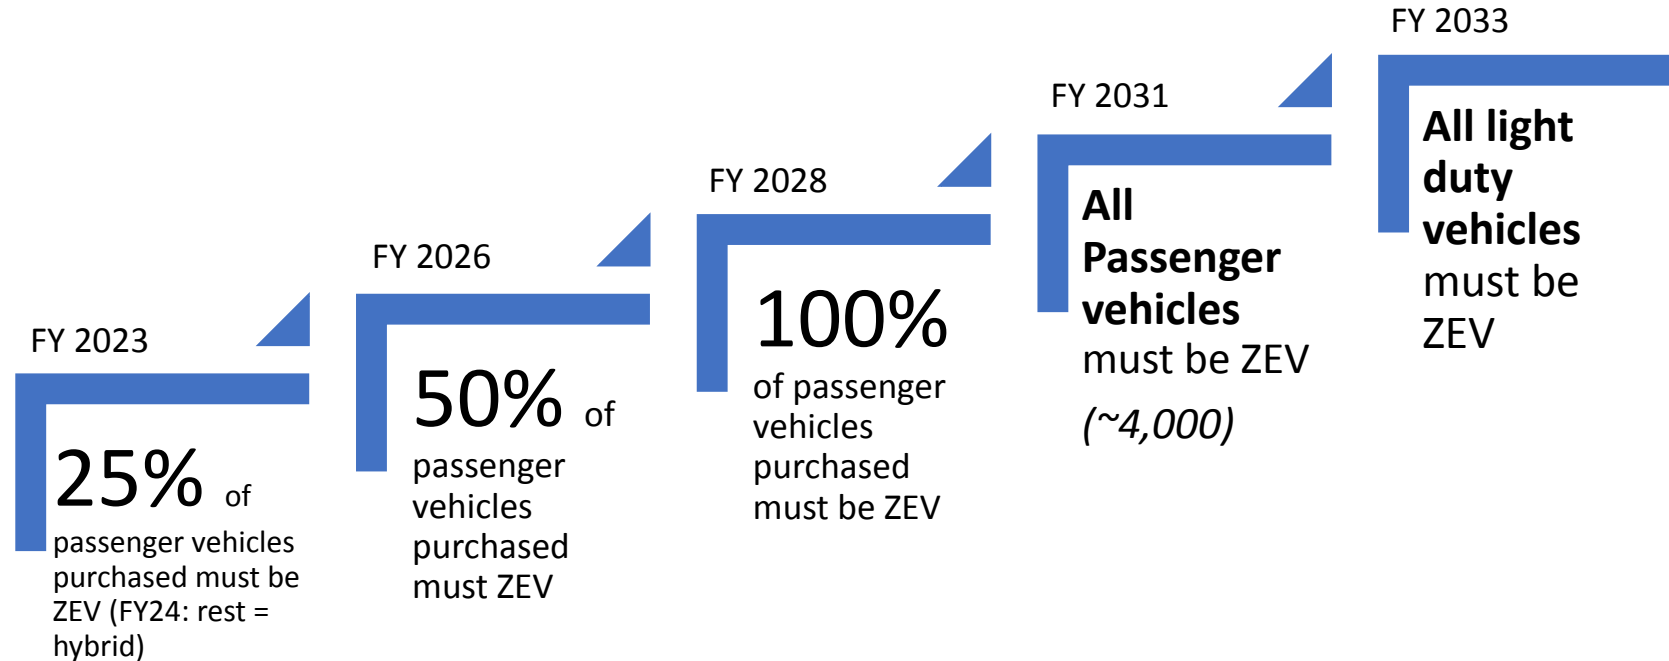 FY 2023
25% of
passenger vehicles
purchased must be
ZEV (FY24: rest =
hybrid)
FY 2026
50% of
passenger
vehicles
purchased
must ZEV
FY 2028
100%
of passenger
vehicles
purchased
must be ZEV
FY 2031
All
Passenger
vehicles
must be ZEV
(~4,000)
FY 2033
All light
duty
vehicles
must be
ZEV